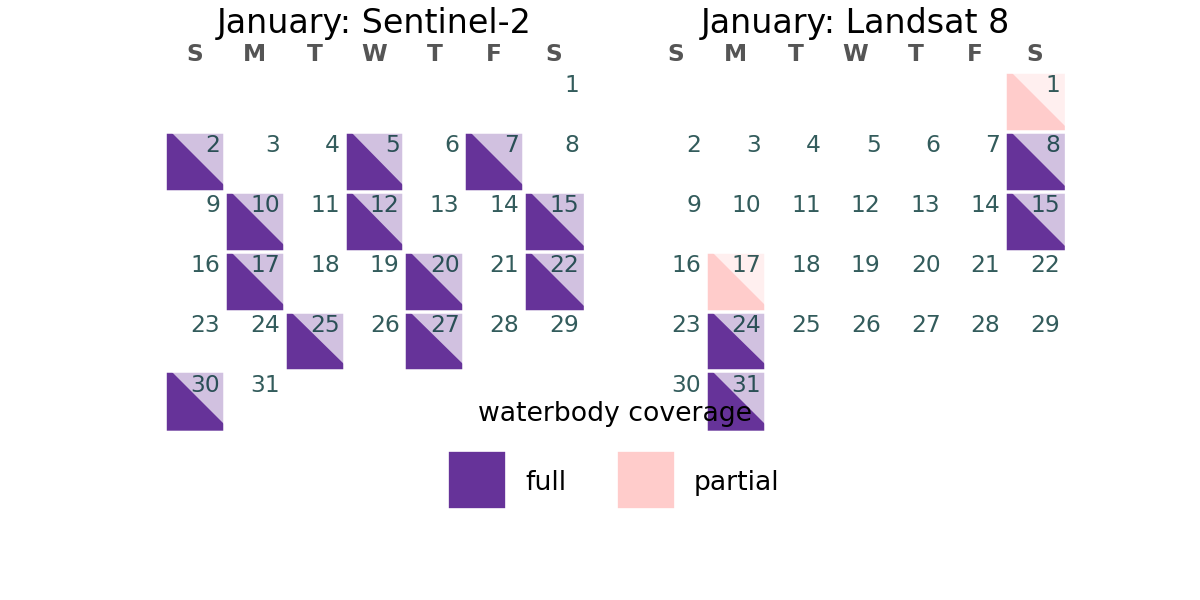 January: Sentinel-2
S M T W T F S
1
2 3 4 5 6 7 8
9 10 11 12 13 14 15
16 17 18 19 20 21 22
23 24 25 26 27 28 29
30 31
January: Landsat 8
S M T W T F S
1
2 3 4 5 6 7 8
9 10 11 12 13 14 15
16 17 18 19 20 21 22
23 24 25 26 27 28 29
30 31
waterbody coverage
full partial